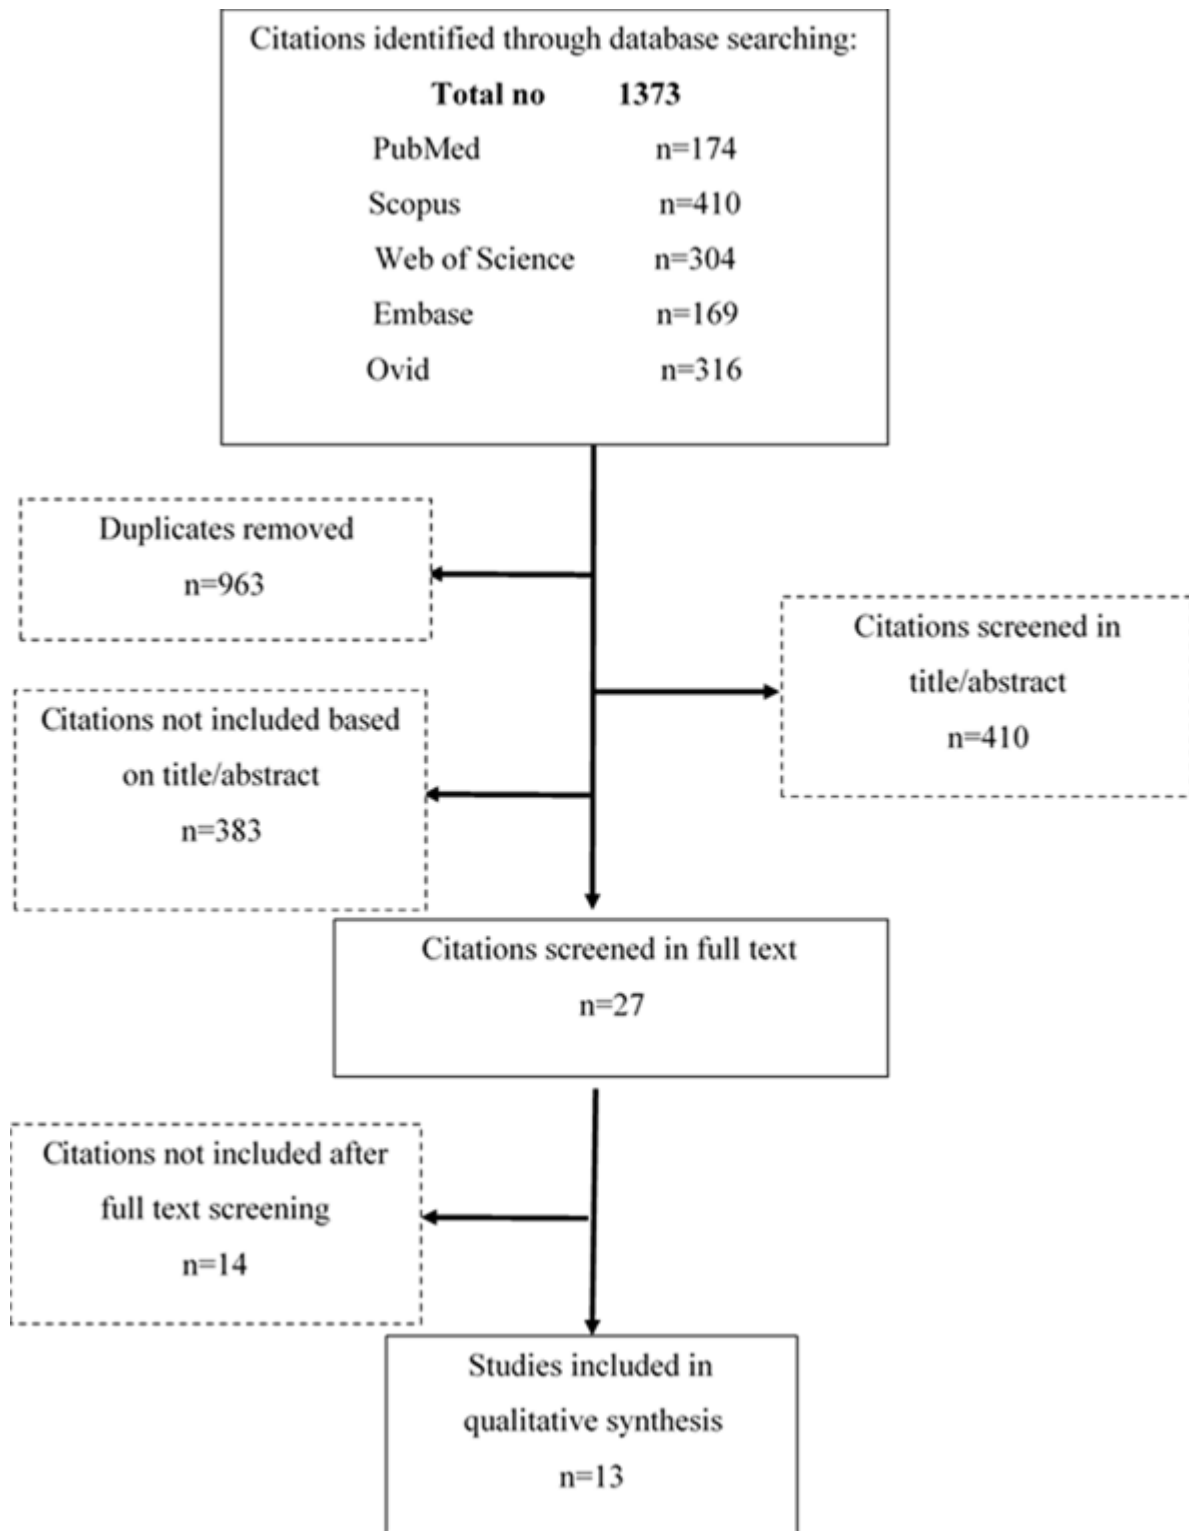 Citations identified through database searching:
Total no 1373
PubMed n=174
Scopus n=410
Web of Science n=304
Embase n=169
Ovid n=316
Duplicates removed
n=963
Citations screened in
title/abstract
n=410
Citations not included based
on title/abstract
n=383
Citations screened in full text
n=27
Citations not included after
full text screening
n=14
Studies included in
qualitative synthesis
n=13